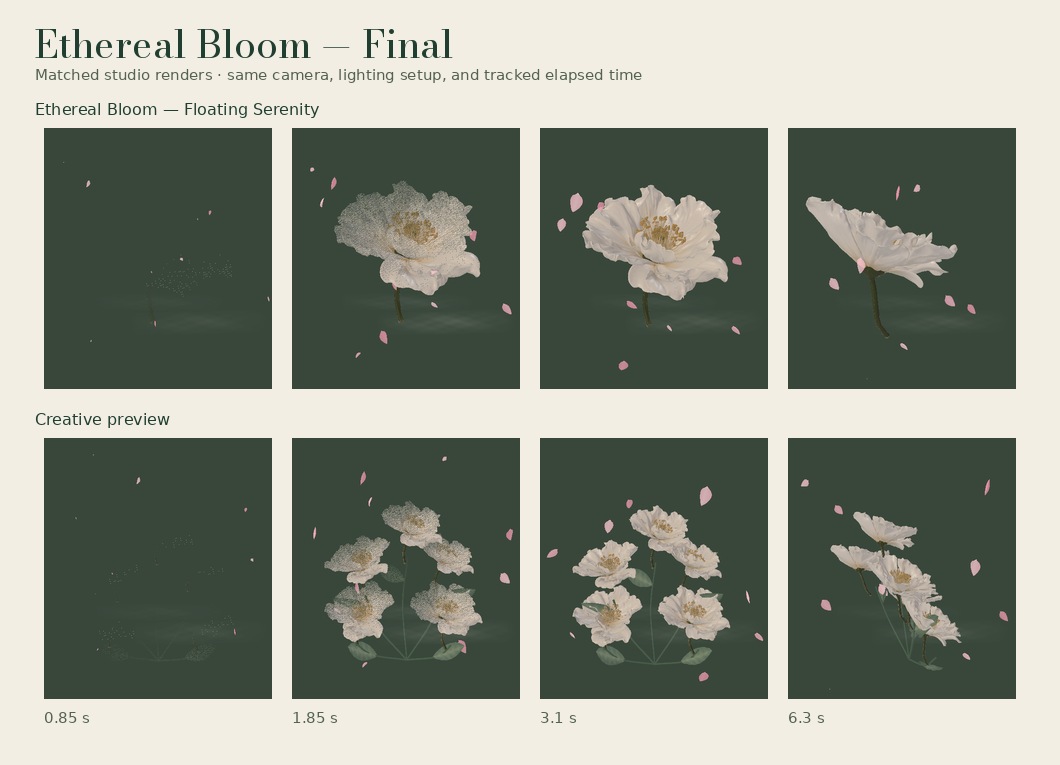 Ethereal Bloom — Final
Matched studio renders · same camera, lighting setup, and tracked elapsed time
Ethereal Bloom — Floating Serenity
Creative preview
0.85 s
1.85 s
3.1 s
6.3 s